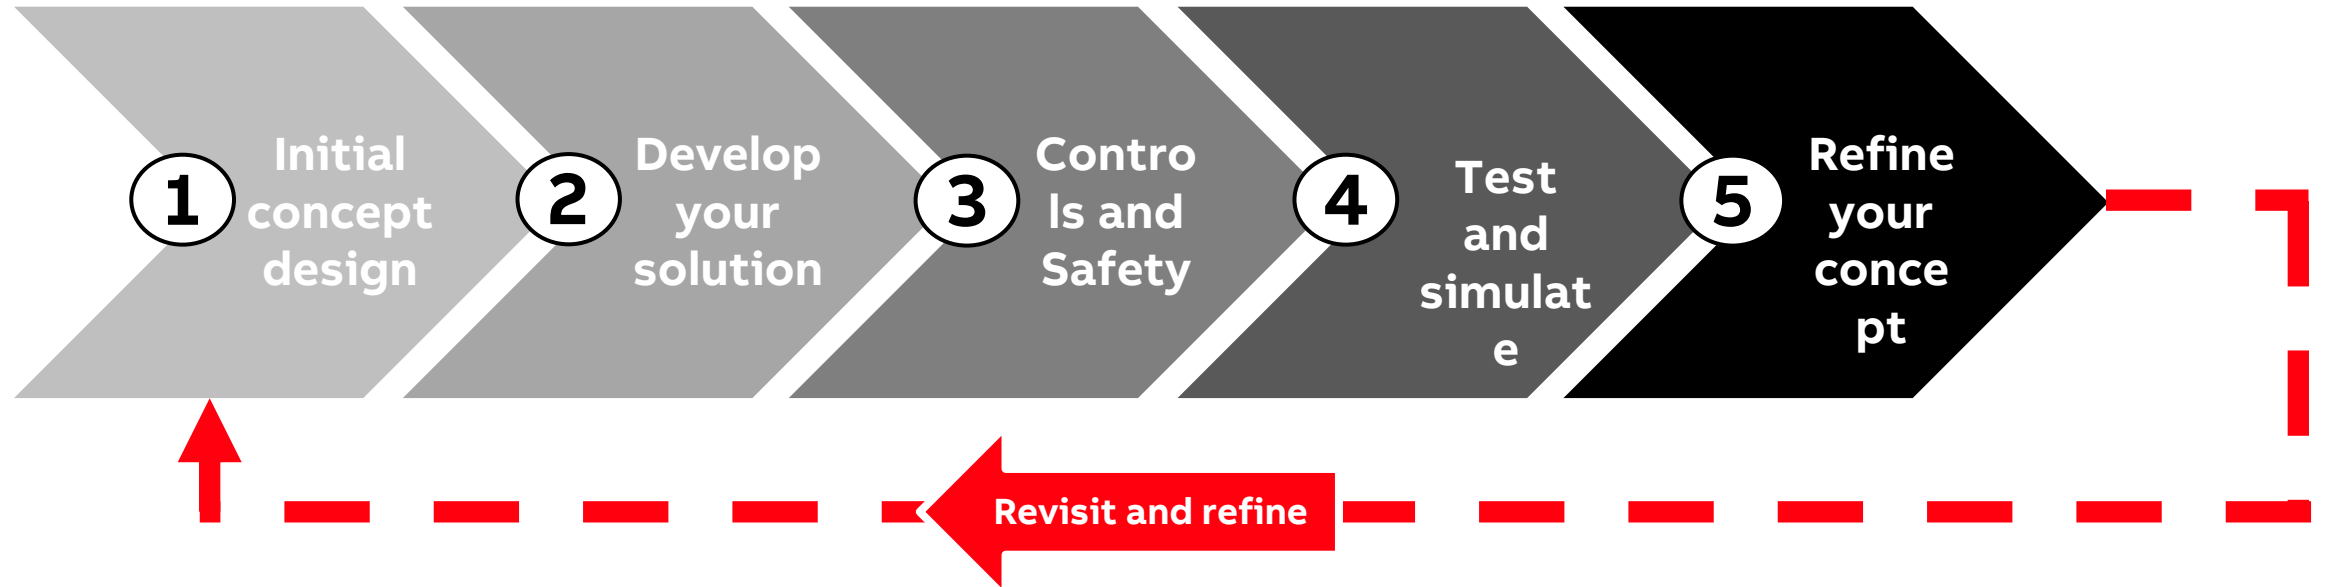 1
Initial
concept
design
2
Develop
your
solution
3
Contro
ls and
Safety
4
Test
and
simulat
e
5
Refine
your
conce
pt
Revisit and refine